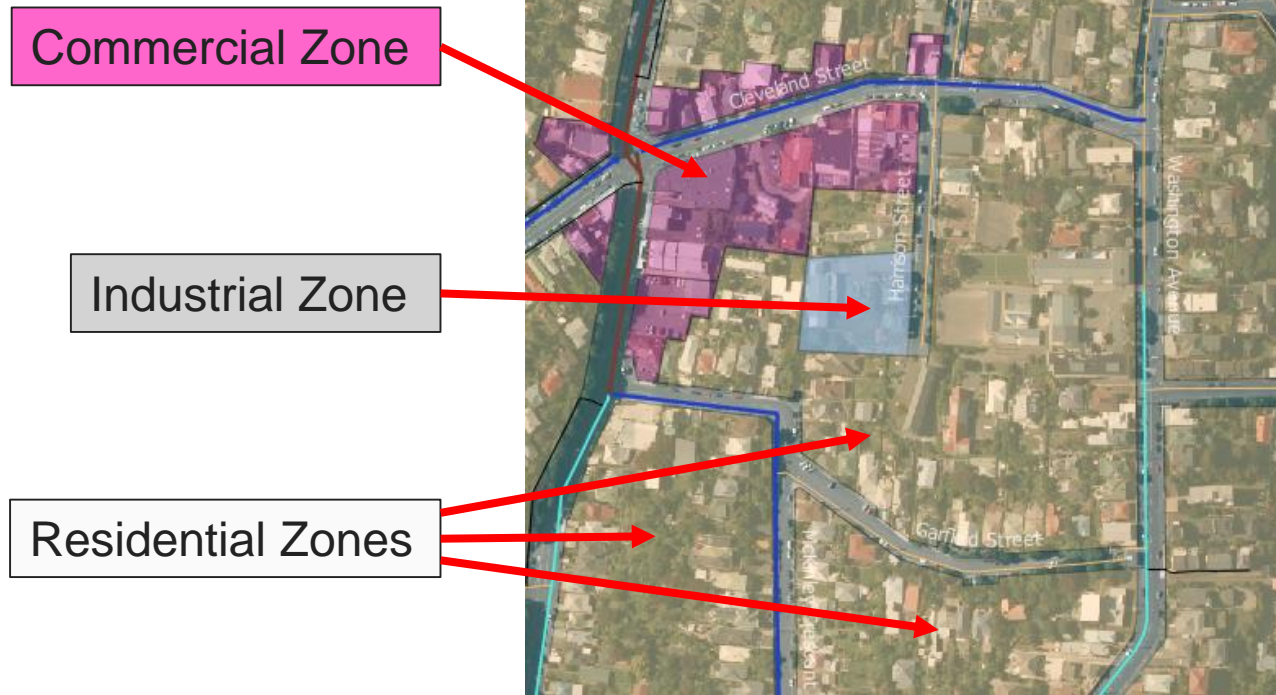 Commercial Zone
Cleveland Street
Washington Avenue
Harrison Street
Industrial Zone
Residential Zones
Garfield Street